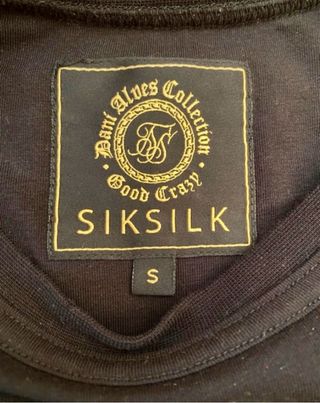 Dani Alves Collection
Good Crazy
SIKSILK
S